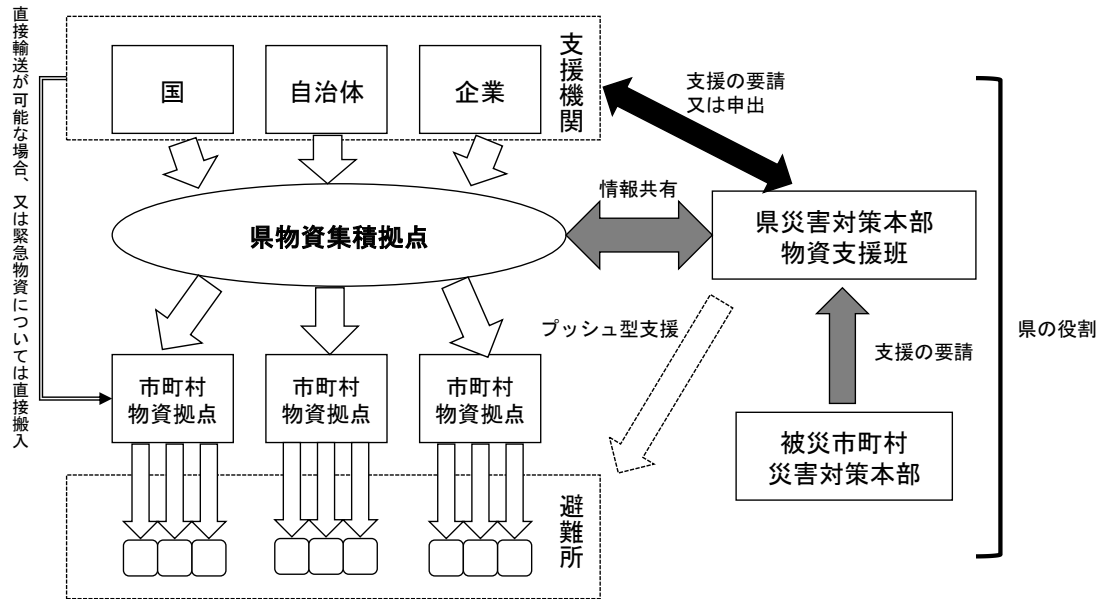 直接輸送が可能な場合、又は緊急物資については直接搬入
国
自治体
企業
支援機関
支援の要請
又は申出
県物資集積拠点
情報共有
県災害対策本部
物資支援班
プッシュ型支援
支援の要請
県の役割
市町村
物資拠点
市町村
物資拠点
市町村
物資拠点
被災市町村
災害対策本部
避難所